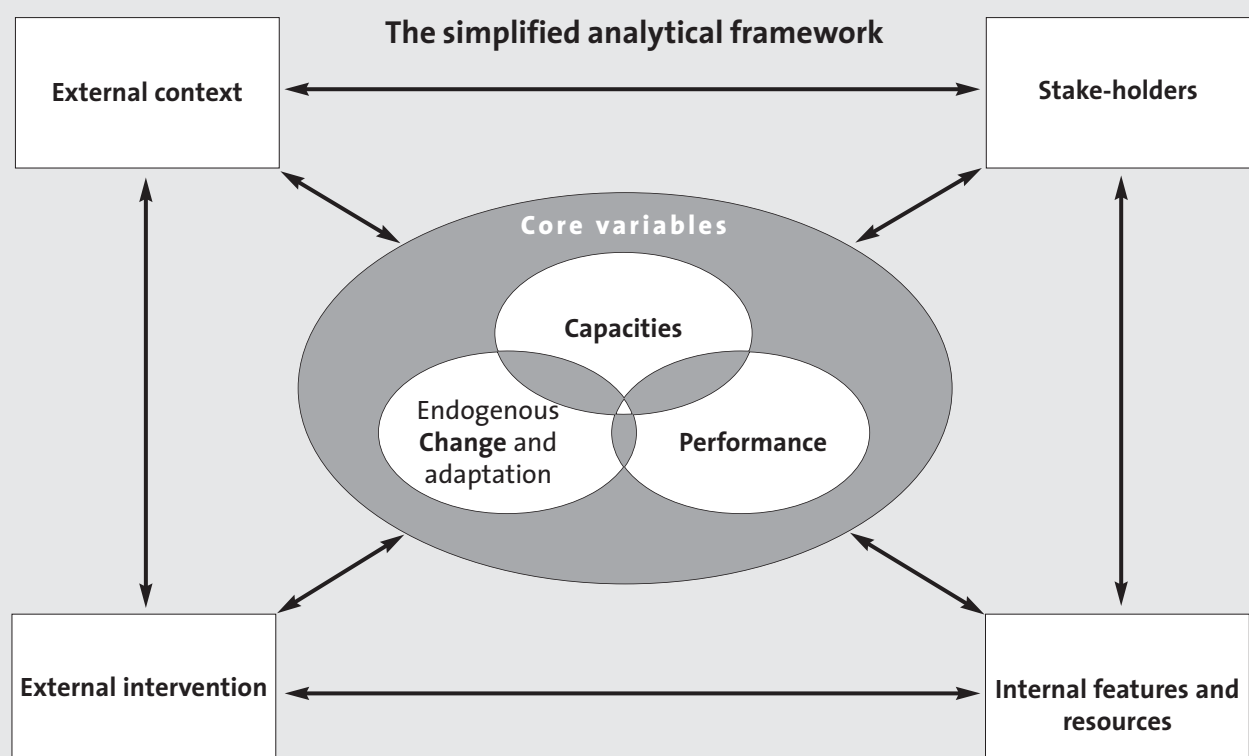 The simplified analytical framework
External context
Stake-holders
Core variables
Capacities
Endogenous
Change and
adaptation
Performance
External intervention
Internal features and
resources